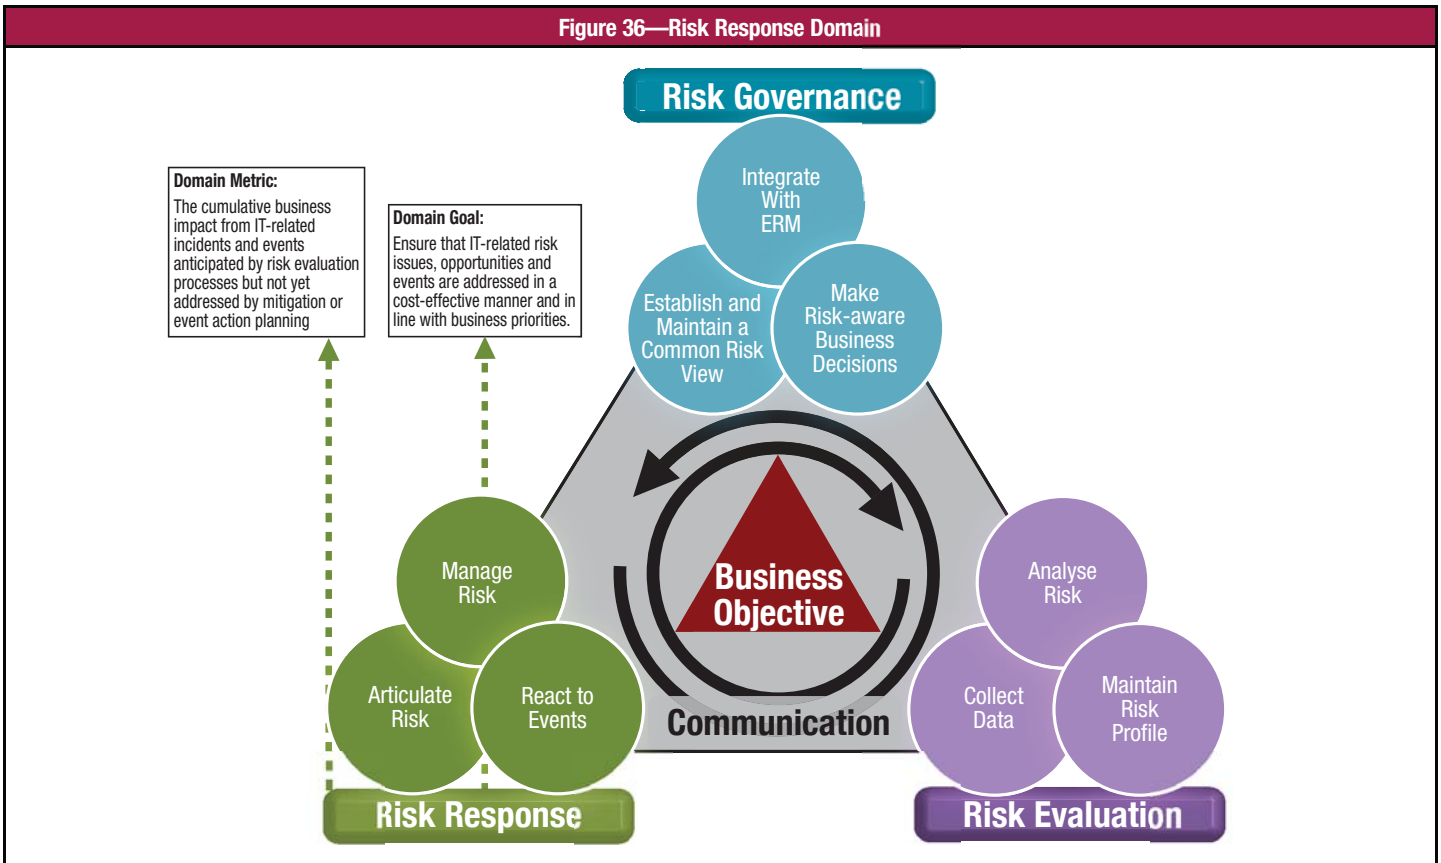 Figure 36—Risk Response Domain
Risk Governance
Integrate
With
ERM
Establish and
Maintain a
Common Risk
View
Make
Risk-aware
Business
Decisions
Domain Metric:
The cumulative business
impact from IT-related
incidents and events
anticipated by risk evaluation
processes but not yet
addressed by mitigation or
event action planning
Domain Goal:
Ensure that IT-related risk
issues, opportunities and
events are addressed in a
cost-effective manner and in
line with business priorities.
Manage
Risk
Articulate
Risk
React to
Events
Risk Response
Business
Objective
Communication
Analyse
Risk
Collect
Data
Maintain
Risk
Profile
Risk Evaluation